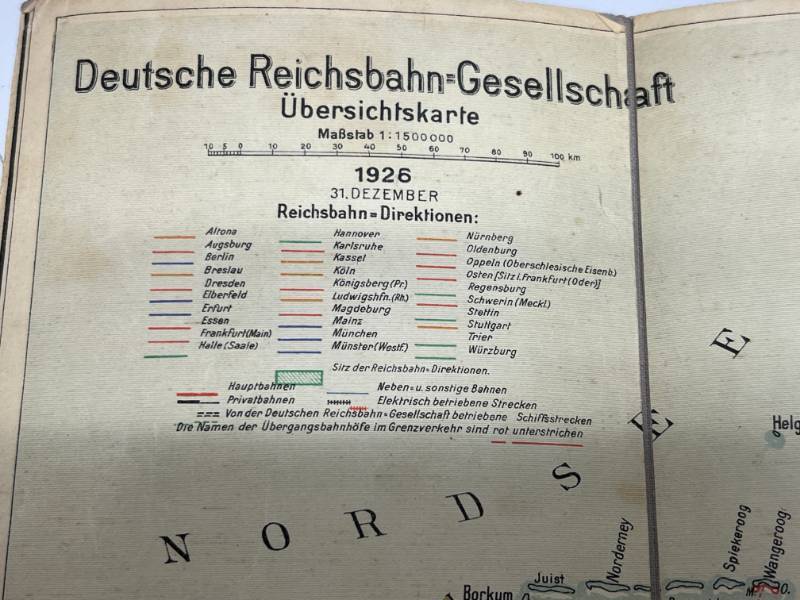 Deutsche Reichsbahn=Gesellschaft
Übersichtskarte
Maßstab 1:1500000
10 5 0 10 20 30 40 50 60 70 80 90 100 km
1926
31. DEZEMBER
Reichsbahn=Direktionen:
Altona
Augsburg
Berlin
Breslau
Dresden
Elberfeld
Erfurt
Essen
Frankfurt (Main)
Halle (Saale)
Hannover
Karlsruhe
Kassel
Köln
Königsberg (Pr.)
Ludwigshfn. (Rh.)
Magdeburg
Mainz
München
Münster (Westf.)
Nürnberg
Oldenburg
Oppeln (Oberschlesische Eisenb.)
Osten [Sitz i. Frankfurt (Oder)]
Regensburg
Schwerin (Meckl.)
Stettin
Stuttgart
Trier
Würzburg
Sitz der Reichsbahn=Direktionen.
Hauptbahnen
Privatbahnen
Neben= u. sonstige Bahnen
Elektrisch betriebene Strecken
Von der Deutschen Reichsbahn=Gesellschaft betriebene Schiffsstrecken
Die Namen der Übergangsbahnhöfe im Grenzverkehr sind rot unterstrichen
NORDSEE
Helg
Borkum
Juist
Norderney
Spiekeroog
Wangeroog